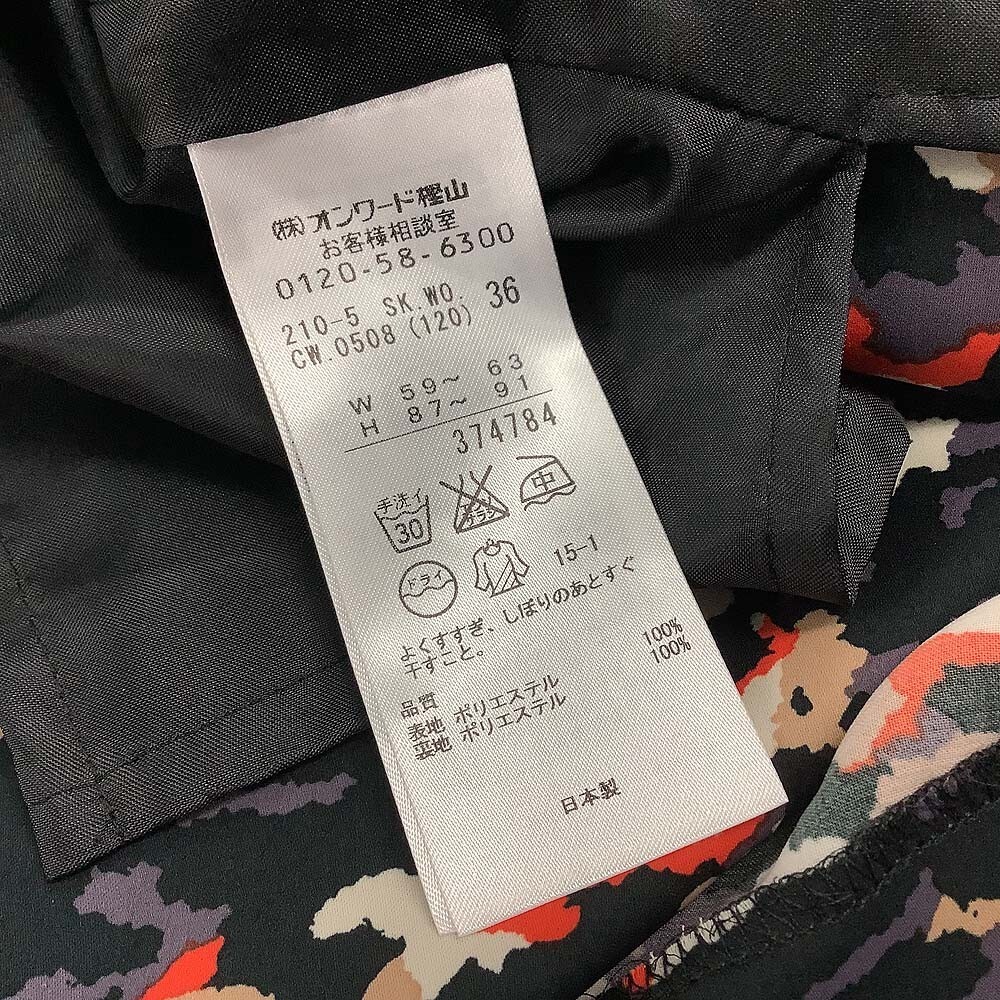 (株)オンワード樫山
お客様相談室
0120-58-6300
210-5 SK.WO. 36
CW.0508(120)
W 59～ 63
H 87～ 91
374784
手洗イ
30
中
ドライ
15-1
よくすすぎ、しぼりのあとすぐ
干すこと。
品質
表地 ポリエステル 100%
裏地 ポリエステル 100%
日本製